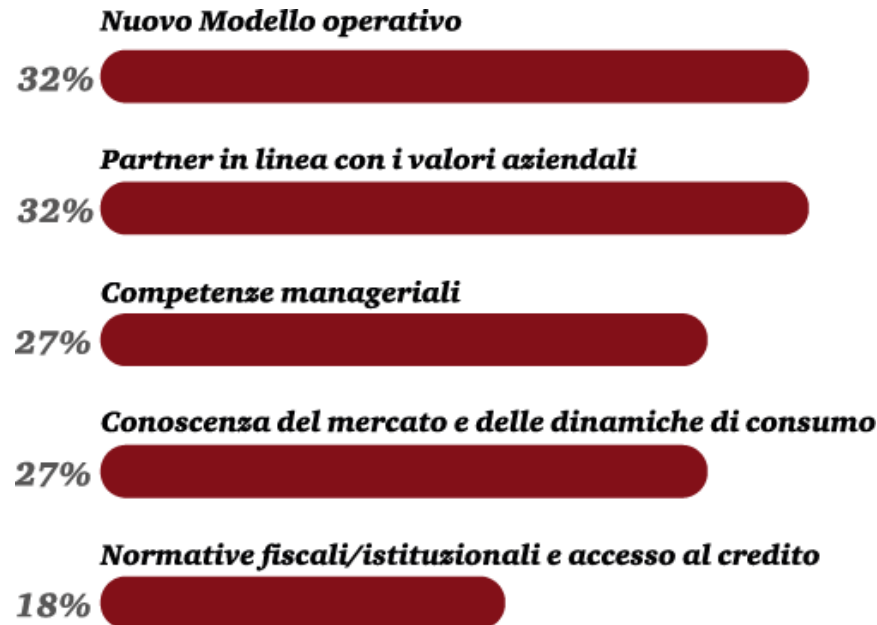 Nuovo Modello operativo
32%
Partner in linea con i valori aziendali
32%
Competenze manageriali
27%
Conoscenza del mercato e delle dinamiche di consumo
27%
Normative fiscali/istituzionali e accesso al credito
18%